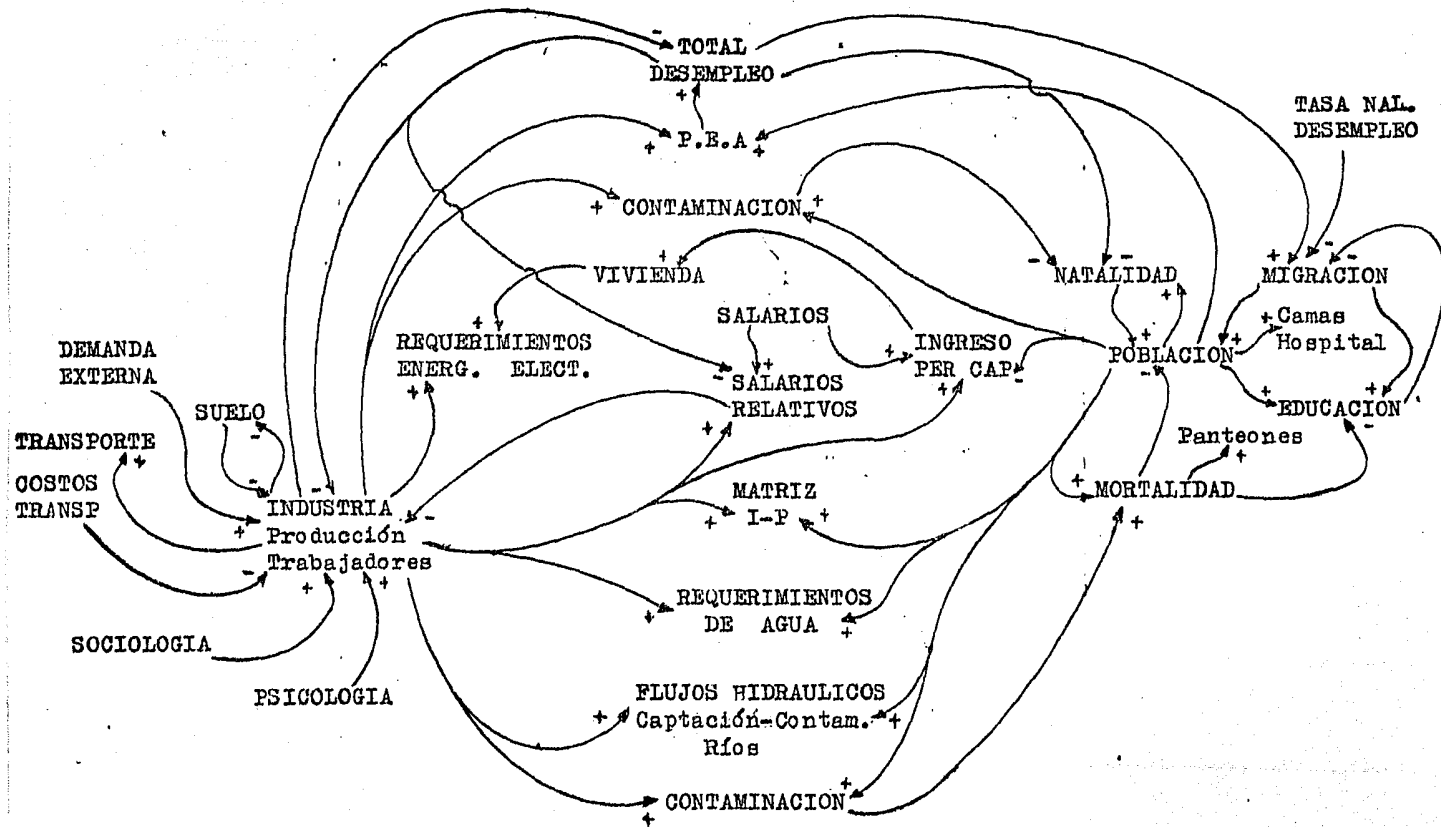 TOTAL
DESEMPLEO
P.E.A
TASA NAL.
DESEMPLEO
CONTAMINACION
VIVIENDA
NATALIDAD
MIGRACION
SALARIOS
REQUERIMIENTOS
ENERG. ELECT.
INGRESO
PER CAP.
POBLACION
Camas
Hospital
DEMANDA
EXTERNA
SALARIOS
RELATIVOS
EDUCACION
SUELO
TRANSPORTE
Panteones
COSTOS
TRANSP
MATRIZ
I-P
MORTALIDAD
INDUSTRIA
Producción
Trabajadores
REQUERIMIENTOS
DE AGUA
SOCIOLOGIA
PSICOLOGIA
FLUJOS HIDRAULICOS
Captación-Contam.
Ríos
CONTAMINACION